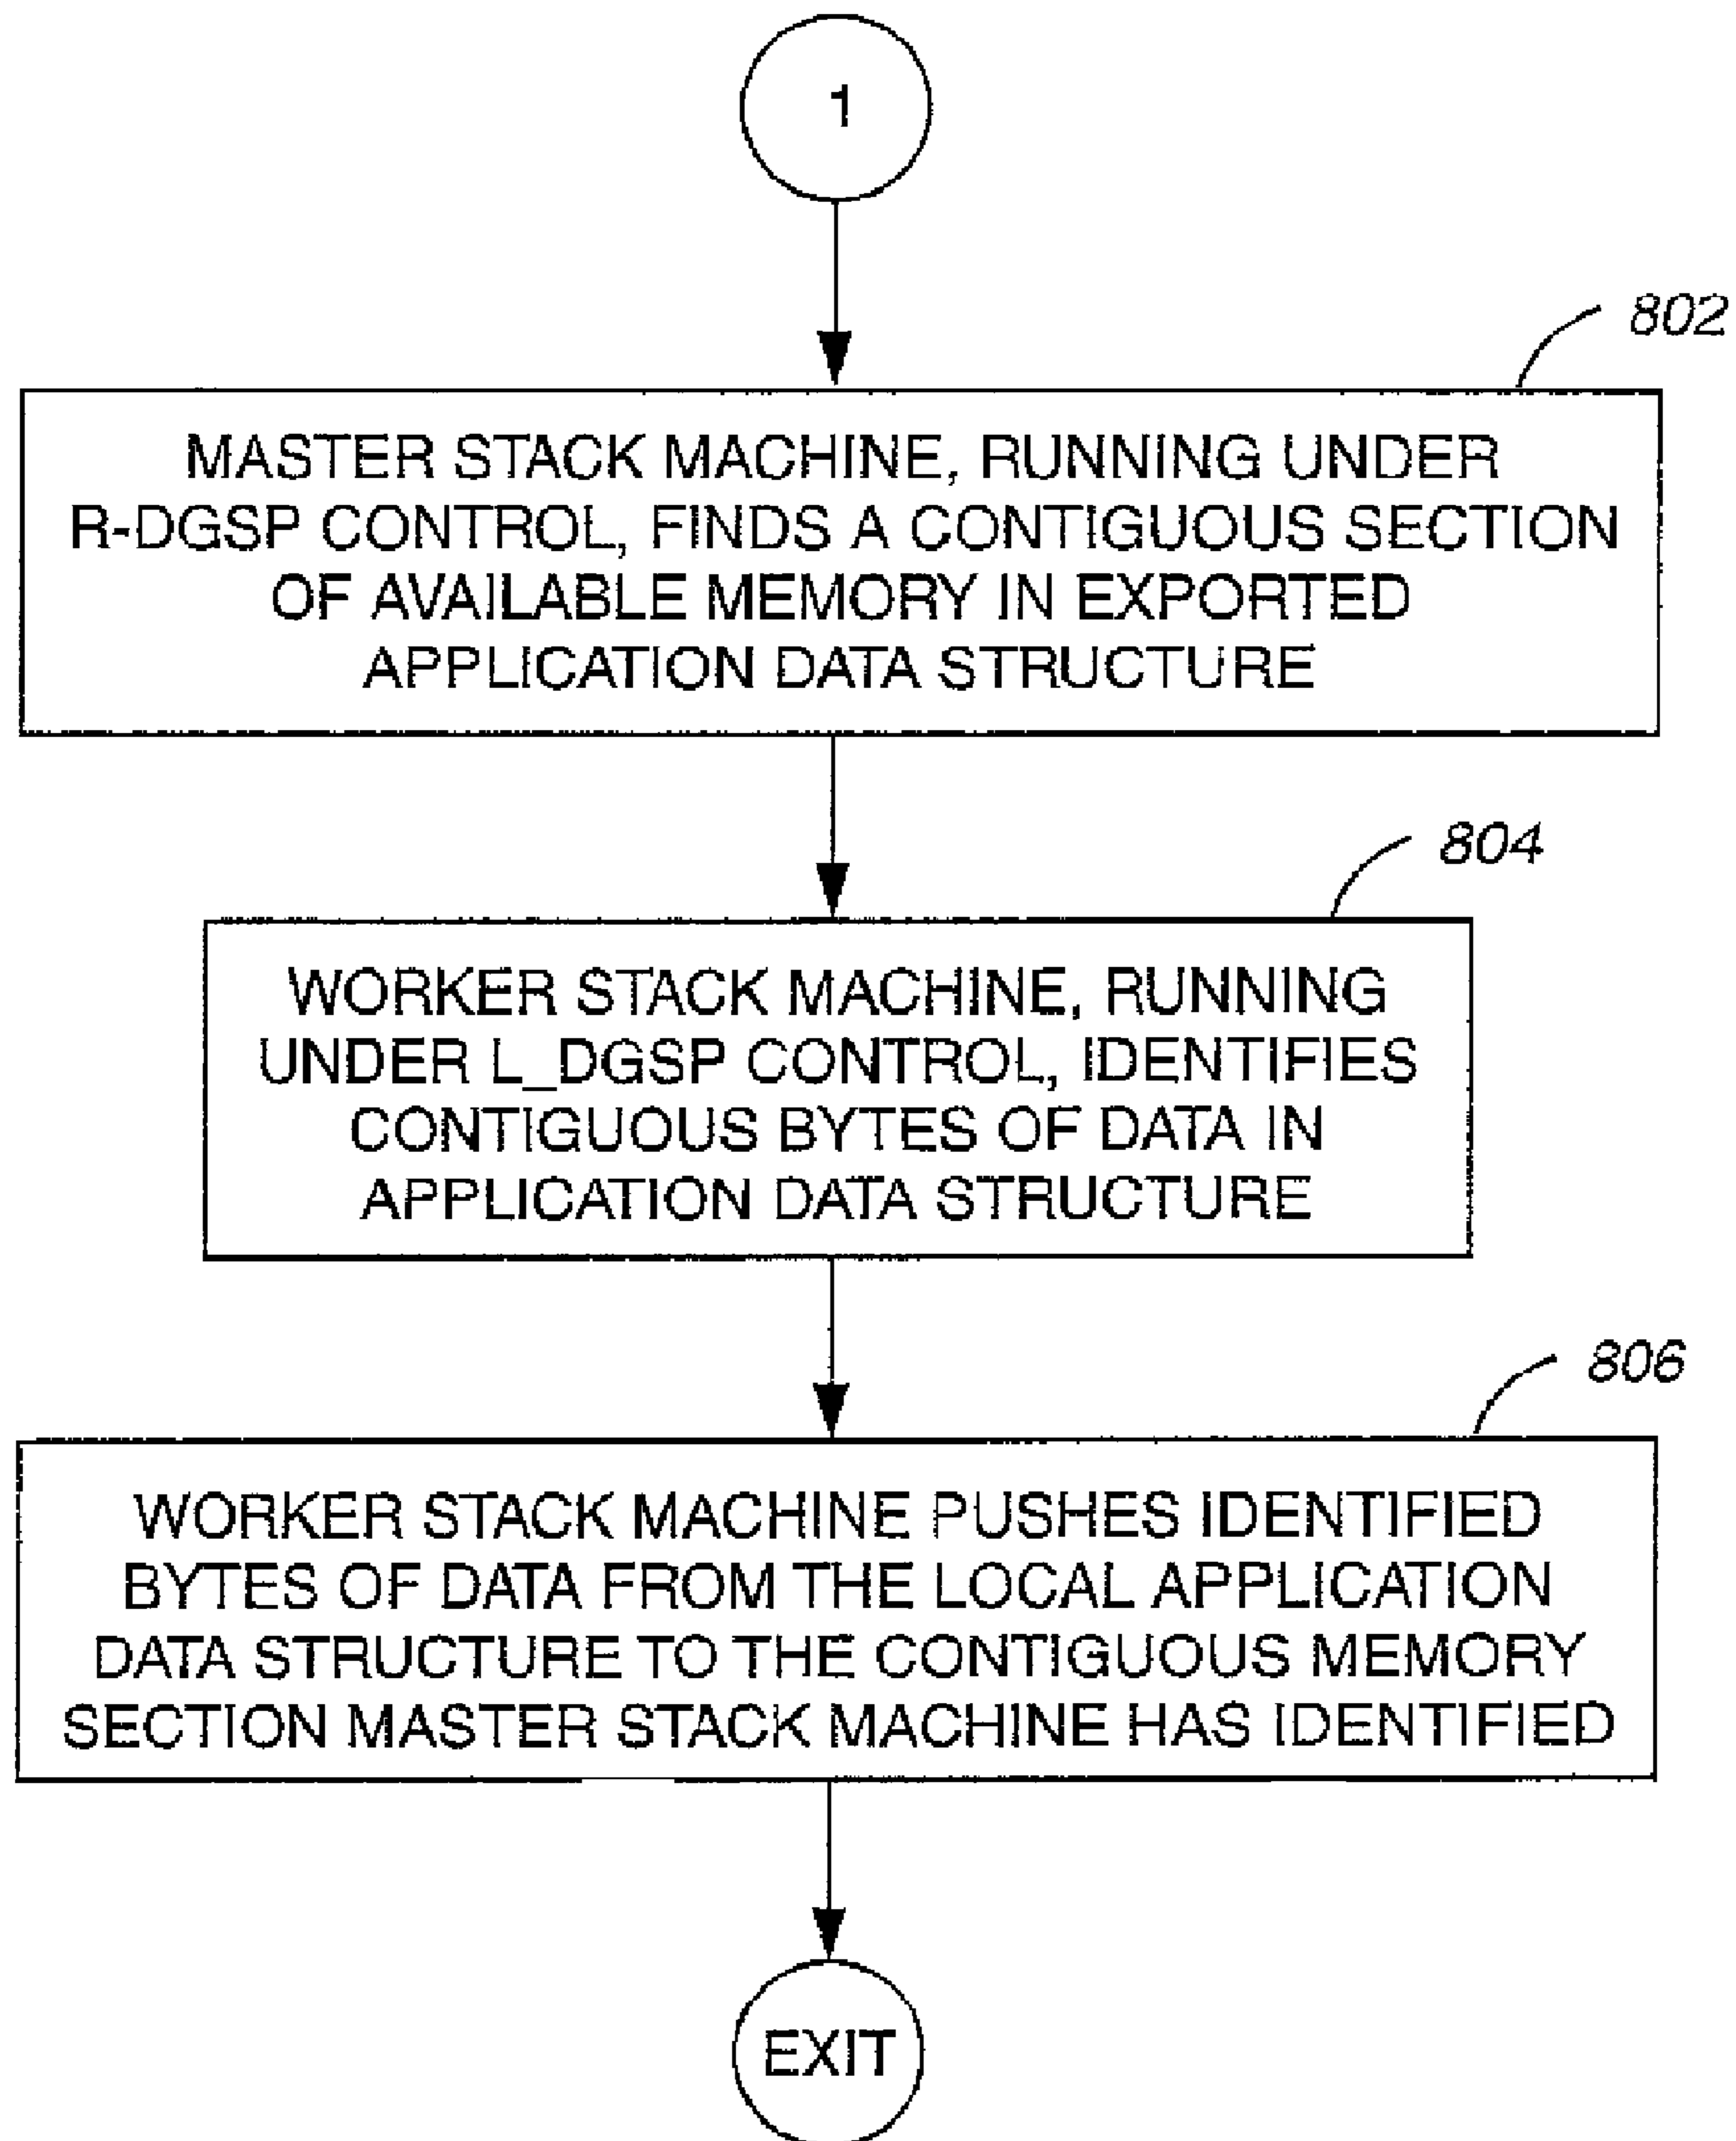 1
802
MASTER STACK MACHINE, RUNNING UNDER
R-DGSP CONTROL, FINDS A CONTIGUOUS SECTION
OF AVAILABLE MEMORY IN EXPORTED
APPLICATION DATA STRUCTURE
804
WORKER STACK MACHINE, RUNNING
UNDER L_DGSP CONTROL, IDENTIFIES
CONTIGUOUS BYTES OF DATA IN
APPLICATION DATA STRUCTURE
806
WORKER STACK MACHINE PUSHES IDENTIFIED
BYTES OF DATA FROM THE LOCAL APPLICATION
DATA STRUCTURE TO THE CONTIGUOUS MEMORY
SECTION MASTER STACK MACHINE HAS IDENTIFIED
EXIT